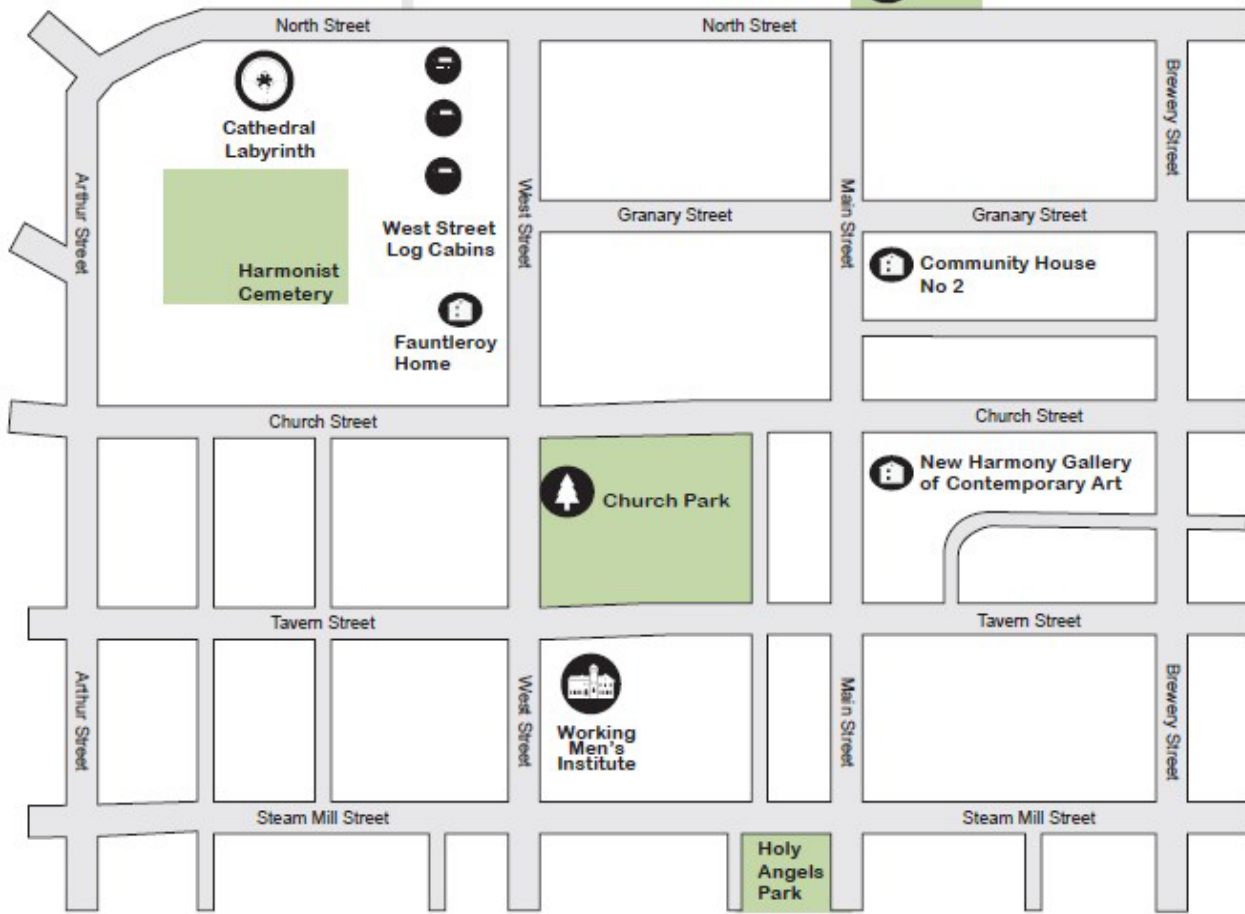 North Street
North Street
Cathedral
Labyrinth
Brewery Street
Arthur Street
West Street
Main Street
West Street
Log Cabins
Granary Street
Granary Street
Harmonist
Cemetery
Community House
No 2
Fauntleroy
Home
Church Street
Church Street
Church Park
New Harmony Gallery
of Contemporary Art
Tavern Street
Tavern Street
Arthur Street
West Street
Main Street
Brewery Street
Working
Men's
Institute
Steam Mill Street
Steam Mill Street
Holy
Angels
Park